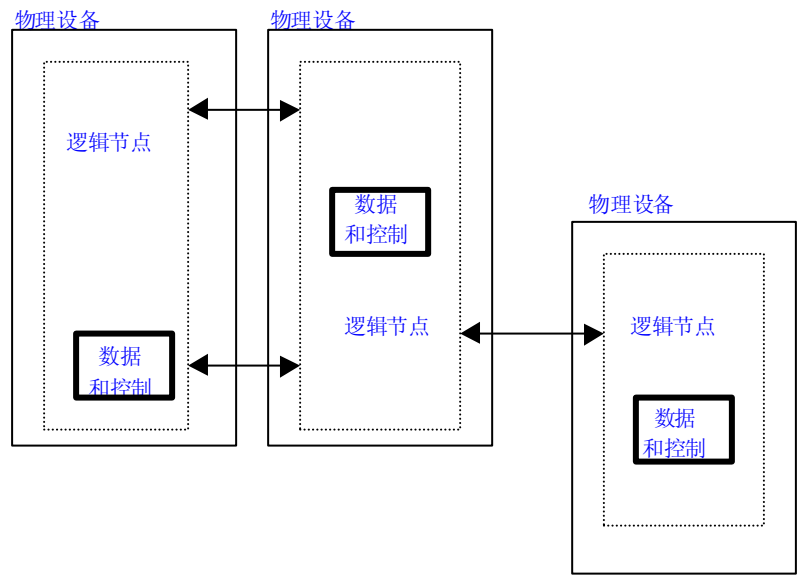 物理设备
物理设备
逻辑节点
数据
和控制
物理设备
逻辑节点
逻辑节点
数据
和控制
数据
和控制